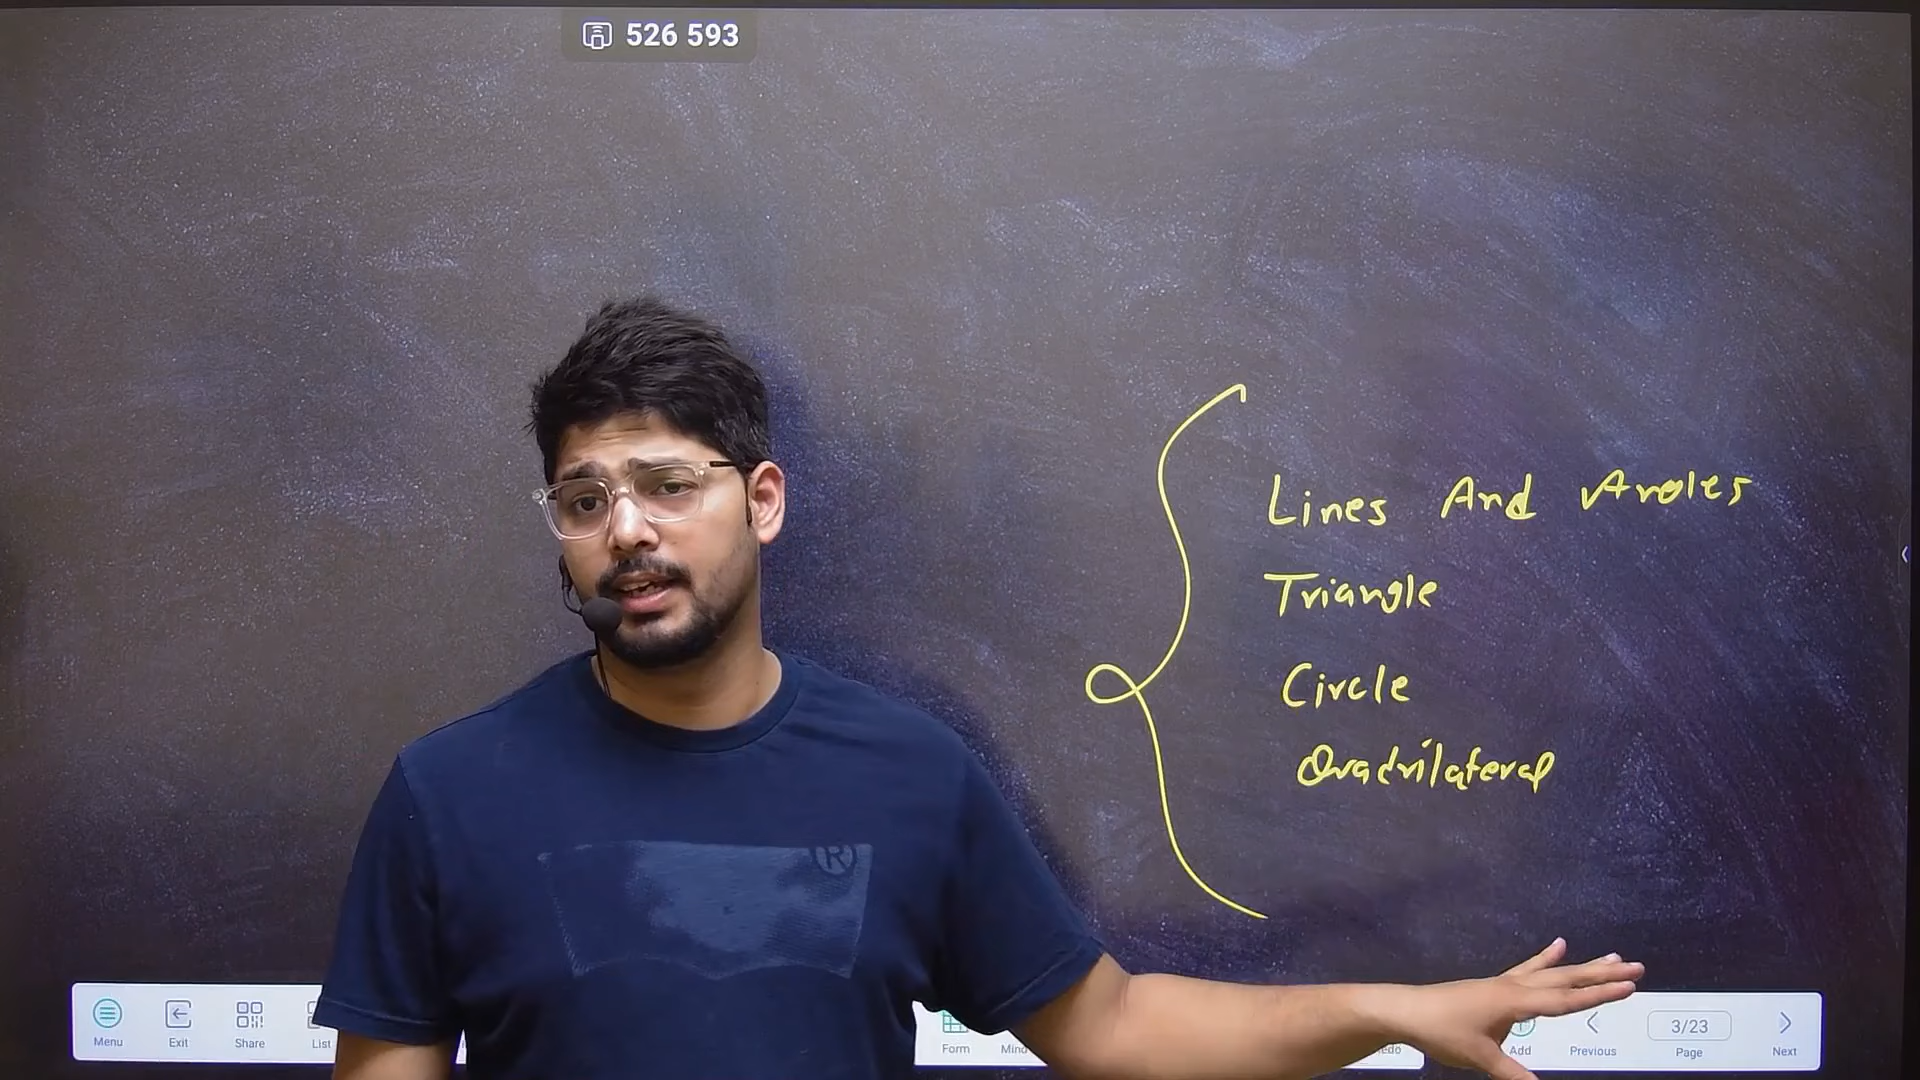 526 593
Lines And Angles
Triangle
Circle
Quadrilateral
R
Menu Exit Share List Form Mind Add Previous 3/23 Page Next